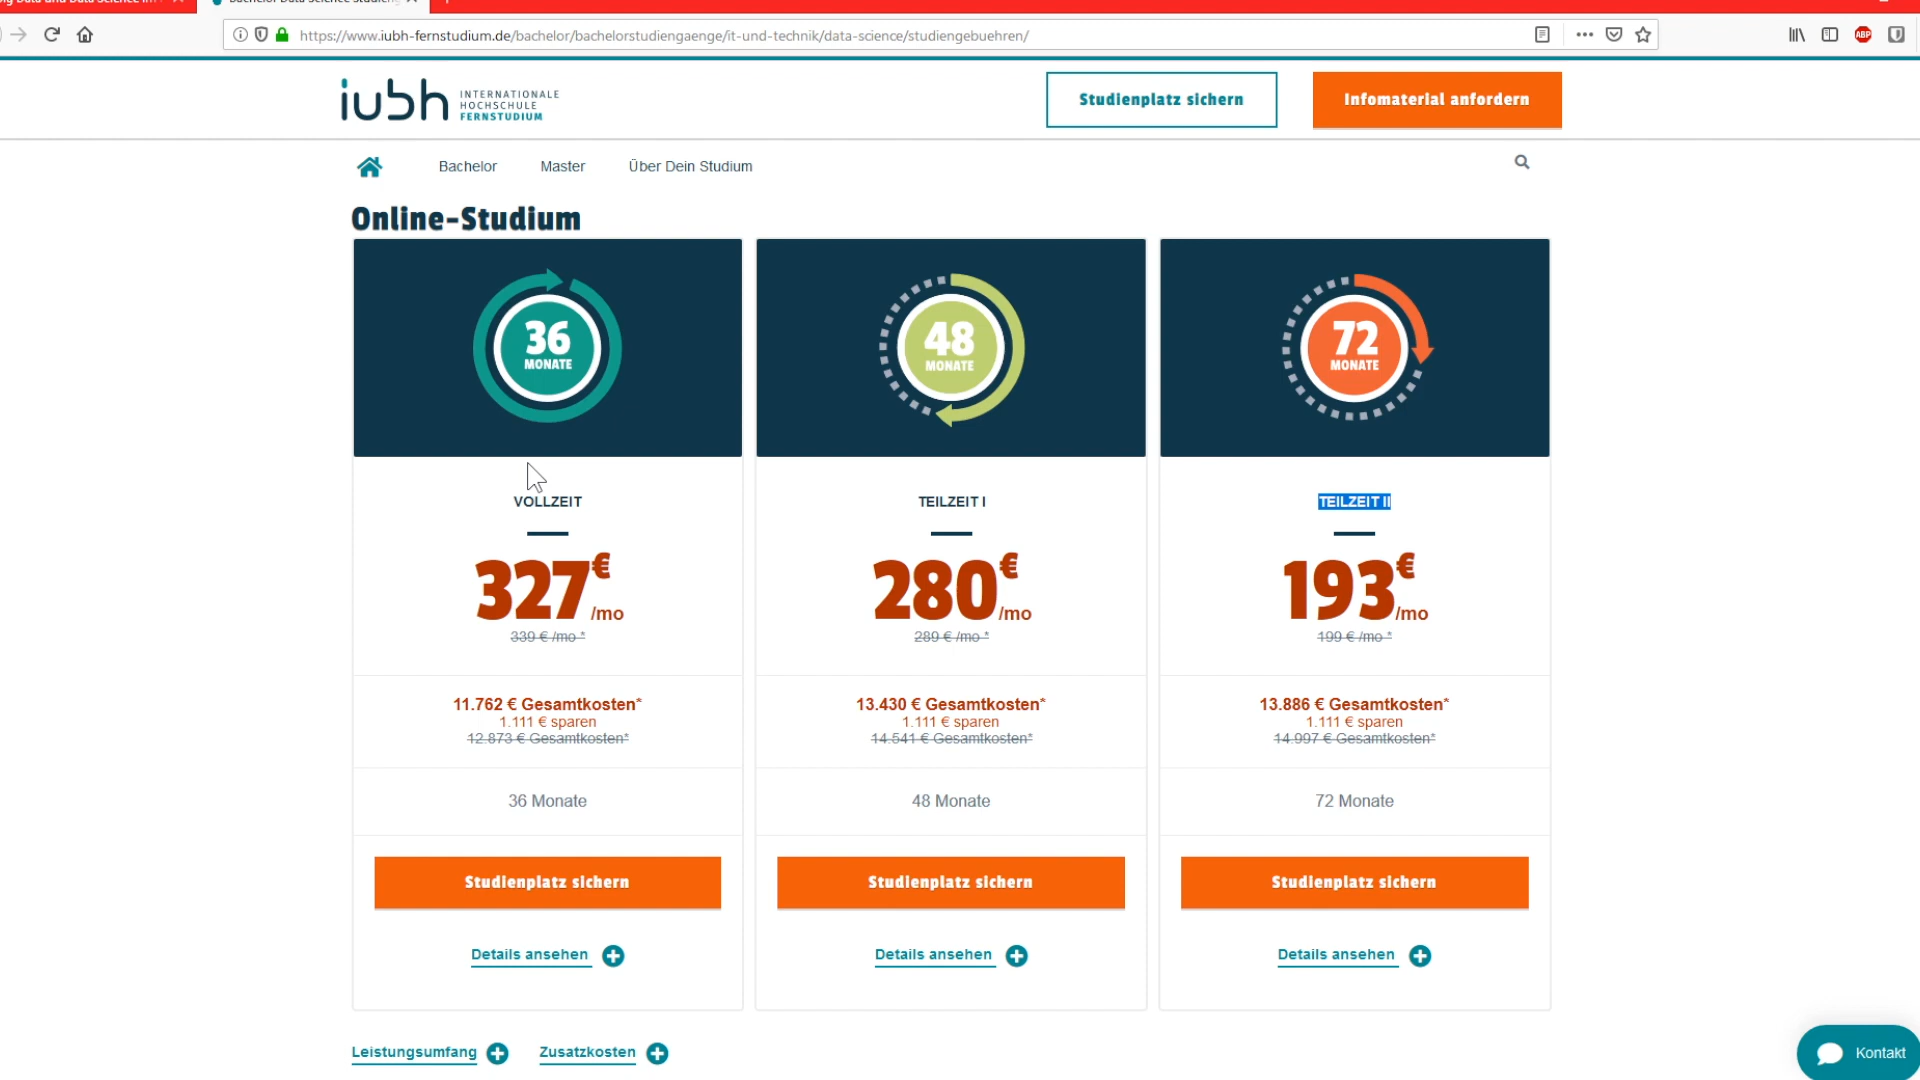 Bachelor Data Science Studieng
https://www.iubh-fernstudium.de/bachelor/bachelorstudiengaenge/it-und-technik/data-science/studiengebuehren/
ABP
iubh INTERNATIONALE
HOCHSCHULE
FERNSTUDIUM
Studienplatz sichern
Infomaterial anfordern
Bachelor
Master
Über Dein Studium
Online-Studium
36
MONATE
48
MONATE
72
MONATE
VOLLZEIT
327€/mo
339 € /mo *
11.762 € Gesamtkosten*
1.111 € sparen
12.873 € Gesamtkosten*
36 Monate
Studienplatz sichern
Details ansehen
TEILZEIT I
280€/mo
289 € /mo *
13.430 € Gesamtkosten*
1.111 € sparen
14.541 € Gesamtkosten*
48 Monate
Studienplatz sichern
Details ansehen
TEILZEIT II
193€/mo
199 € /mo *
13.886 € Gesamtkosten*
1.111 € sparen
14.997 € Gesamtkosten*
72 Monate
Studienplatz sichern
Details ansehen
Leistungsumfang
Zusatzkosten
Kontakt